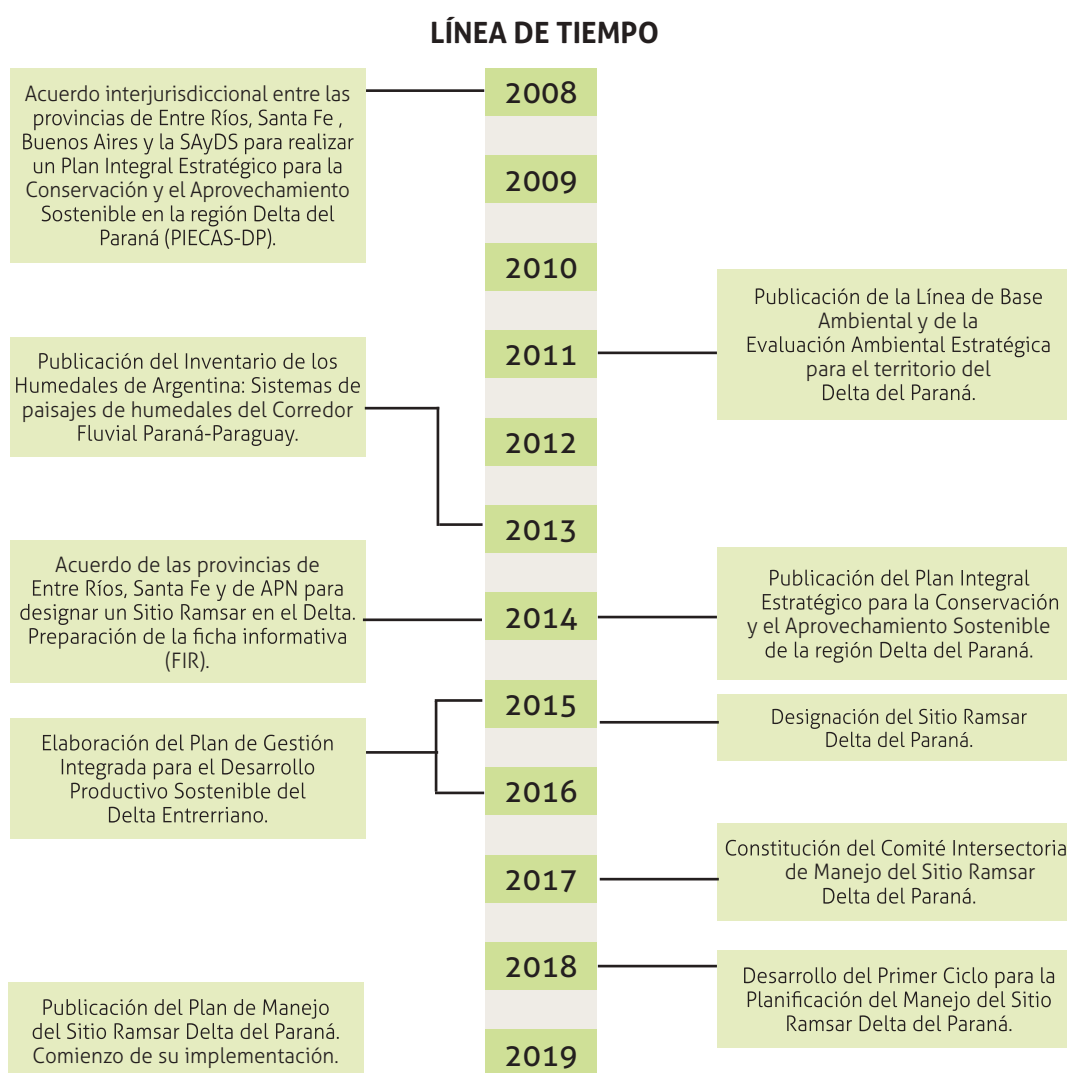 LÍNEA DE TIEMPO
2008
Acuerdo interjurisdiccional entre las
provincias de Entre Ríos, Santa Fe ,
Buenos Aires y la SAyDS para realizar
un Plan Integral Estratégico para la
Conservación y el Aprovechamiento
Sostenible en la región Delta del
Paraná (PIECAS-DP).
2009
2010
2011
Publicación de la Línea de Base
Ambiental y de la
Evaluación Ambiental Estratégica
para el territorio del
Delta del Paraná.
2012
Publicación del Inventario de los
Humedales de Argentina: Sistemas de
paisajes de humedales del Corredor
Fluvial Paraná-Paraguay.
2013
Acuerdo de las provincias de
Entre Ríos, Santa Fe y de APN para
designar un Sitio Ramsar en el Delta.
Preparación de la ficha informativa
(FIR).
2014
Publicación del Plan Integral
Estratégico para la Conservación
y el Aprovechamiento Sostenible
de la región Delta del Paraná.
2015
Designación del Sitio Ramsar
Delta del Paraná.
Elaboración del Plan de Gestión
Integrada para el Desarrollo
Productivo Sostenible del
Delta Entrerriano.
2016
2017
Constitución del Comité Intersectoria
de Manejo del Sitio Ramsar
Delta del Paraná.
2018
Desarrollo del Primer Ciclo para la
Planificación del Manejo del Sitio
Ramsar Delta del Paraná.
Publicación del Plan de Manejo
del Sitio Ramsar Delta del Paraná.
Comienzo de su implementación.
2019